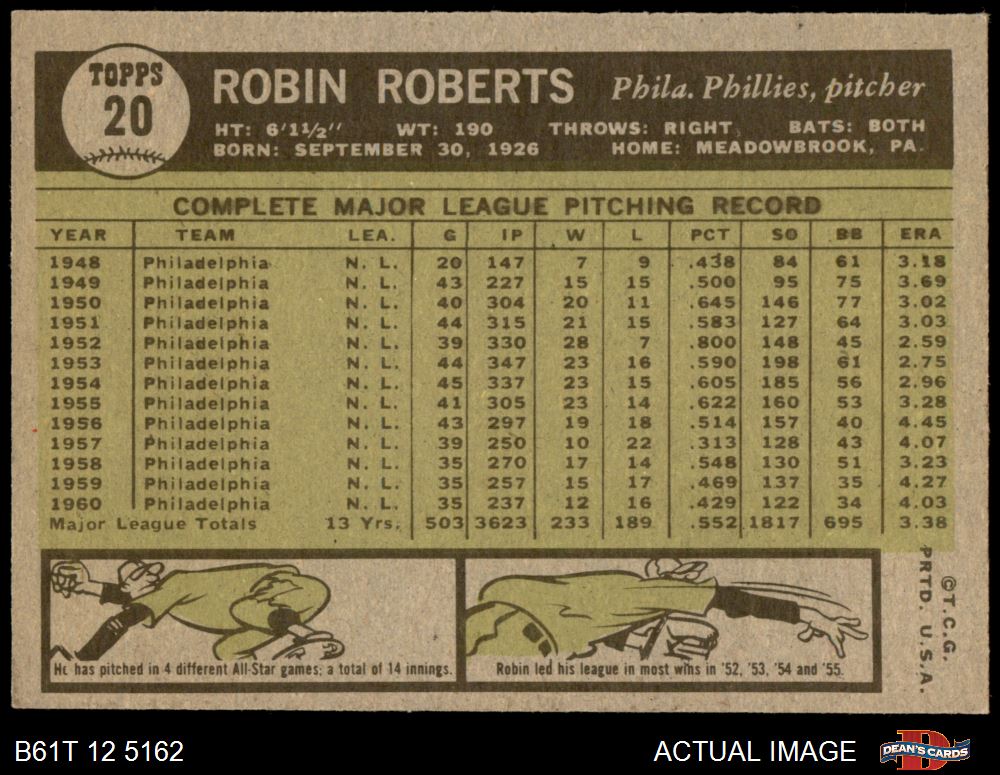 TOPPS
20
ROBIN ROBERTS Phila. Phillies, pitcher
HT: 6'1½" WT: 190 THROWS: RIGHT BATS: BOTH
BORN: SEPTEMBER 30, 1926 HOME: MEADOWBROOK, PA.
COMPLETE MAJOR LEAGUE PITCHING RECORD
YEAR TEAM LEA. G IP W L PCT SO BB ERA
1948 Philadelphia N. L. 20 147 7 9 .438 84 61 3.18
1949 Philadelphia N. L. 43 227 15 15 .500 95 75 3.69
1950 Philadelphia N. L. 40 304 20 11 .645 146 77 3.02
1951 Philadelphia N. L. 44 315 21 15 .583 127 64 3.03
1952 Philadelphia N. L. 39 330 28 7 .800 148 45 2.59
1953 Philadelphia N. L. 44 347 23 16 .590 198 61 2.75
1954 Philadelphia N. L. 45 337 23 15 .605 185 56 2.96
1955 Philadelphia N. L. 41 305 23 14 .622 160 53 3.28
1956 Philadelphia N. L. 43 297 19 18 .514 157 40 4.45
1957 Philadelphia N. L. 39 250 10 22 .313 128 43 4.07
1958 Philadelphia N. L. 35 270 17 14 .548 130 51 3.23
1959 Philadelphia N. L. 35 257 15 17 .469 137 35 4.27
1960 Philadelphia N. L. 35 237 12 16 .429 122 34 4.03
Major League Totals 13 Yrs. 503 3623 233 189 .552 1817 695 3.38
He has pitched in 4 different All-Star games; a total of 14 innings.
Robin led his league in most wins in '52, '53, '54 and '55.
©T.C.G.
PRTD. U.S.A.
B61T 12 5162
ACTUAL IMAGE
D
DEAN'S CARDS